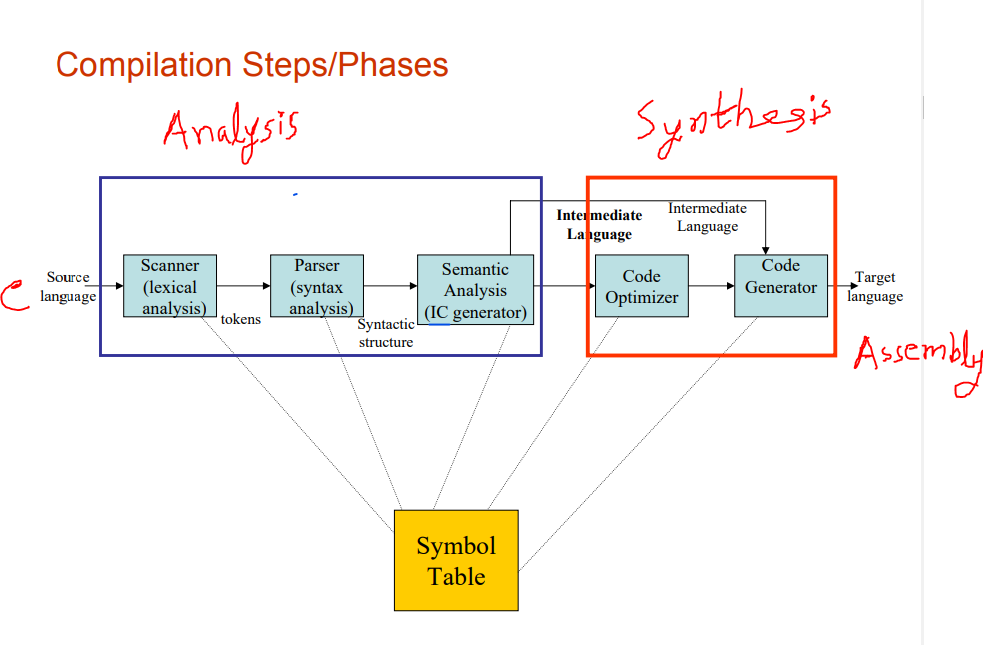 Compilation Steps/Phases
Analysis
Synthesis
Intermediate
Language
Intermediate
Language
C
Source
language
Scanner
(lexical
analysis)
tokens
Parser
(syntax
analysis)
Syntactic
structure
Semantic
Analysis
(IC generator)
Code
Optimizer
Code
Generator
Target
language
Assembly
Symbol
Table